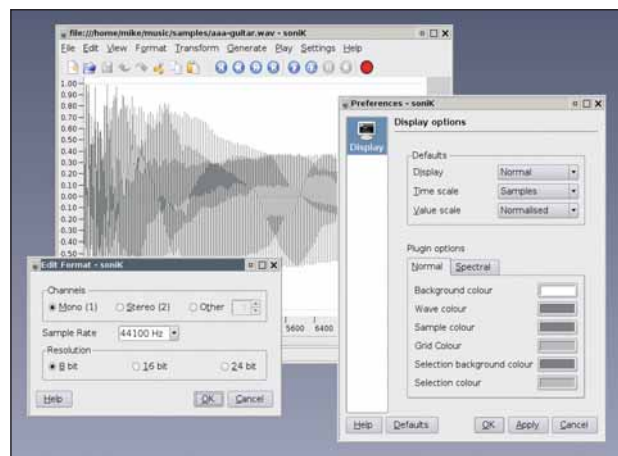 file:///home/mike/music/samples/aaa-guitar.wav - soniK
File Edit View Format Transform Generate Play Settings Help
1.00
0.90
0.80
0.70
0.60
0.50
0.40
0.30
0.20
0.10
0.00
0.10
0.20
0.30
0.40
0.50
5600 6400
Edit Format - soniK
Channels
Mono (1) Stereo (2) Other
Sample Rate 44100 Hz
Resolution
8 bit 16 bit 24 bit
Help OK Cancel
Preferences - soniK
Display
Display options
Defaults
Display Normal
Time scale Samples
Value scale Normalised
Plugin options
Normal Spectral
Background colour
Wave colour
Sample colour
Grid Colour
Selection background colour
Selection colour
Help Defaults OK Apply Cancel